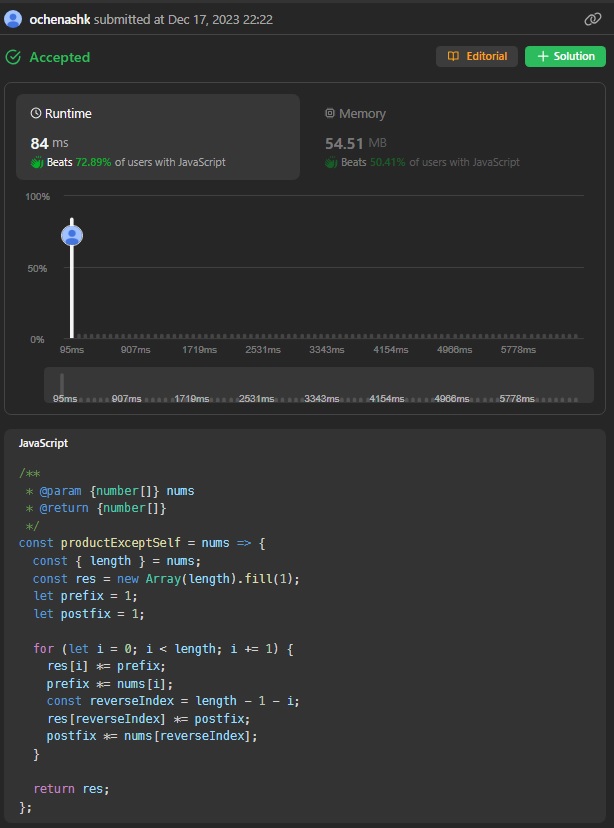 ochenashk submitted at Dec 17, 2023 22:22
Accepted
Editorial
Solution
Runtime
84 ms
Beats 72.89% of users with JavaScript
Memory
54.51 MB
Beats 50.41% of users with JavaScript
100%
50%
0%
95ms 907ms 1719ms 2531ms 3343ms 4154ms 4966ms 5778ms
95ms 907ms 1719ms 2531ms 3343ms 4154ms 4966ms 5778ms
JavaScript
/**
 * @param {number[]} nums
 * @return {number[]}
 */
const productExceptSelf = nums => {
  const { length } = nums;
  const res = new Array(length).fill(1);
  let prefix = 1;
  let postfix = 1;
  for (let i = 0; i < length; i += 1) {
    res[i] *= prefix;
    prefix *= nums[i];
    const reverseIndex = length - 1 - i;
    res[reverseIndex] *= postfix;
    postfix *= nums[reverseIndex];
  }
  return res;
};